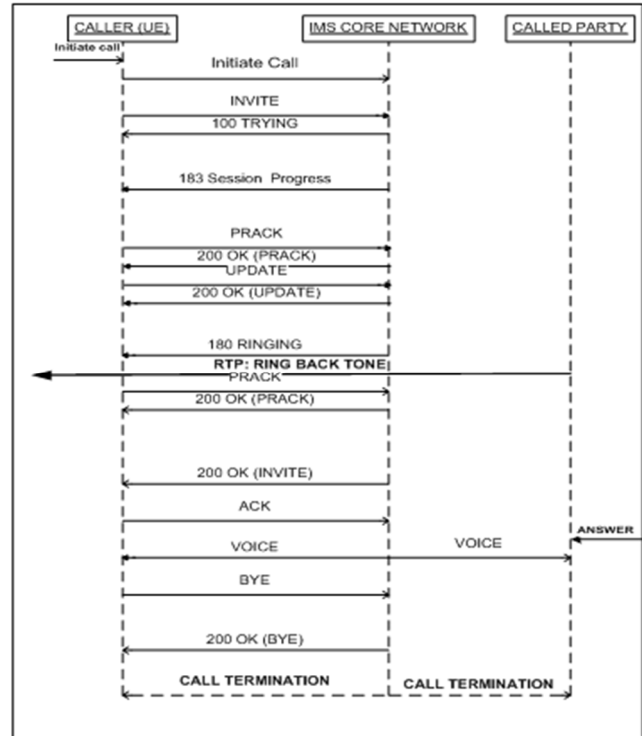 CALLER (UE) IMS CORE NETWORK CALLED PARTY
Initiate call
Initiate Call
INVITE
100 TRYING
183 Session Progress
PRACK
200 OK (PRACK)
UPDATE
200 OK (UPDATE)
180 RINGING
RTP: RING BACK TONE
PRACK
200 OK (PRACK)
200 OK (INVITE)
ACK
ANSWER
VOICE VOICE
BYE
200 OK (BYE)
CALL TERMINATION CALL TERMINATION